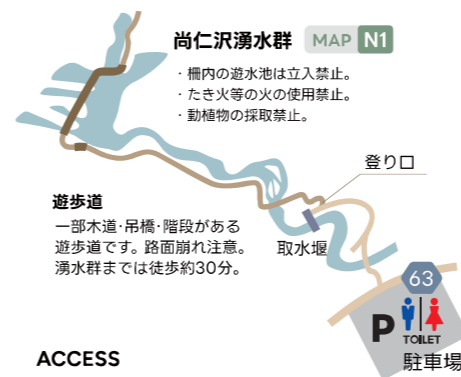 尚仁沢湧水群 MAP N1
・柵内の遊水池は立入禁止。
・たき火等の火の使用禁止。
・動植物の採取禁止。
登り口
遊歩道
一部木道・吊橋・階段がある
遊歩道です。路面崩れ注意。
湧水群までは徒歩約30分。
取水堰
63
P
TOILET
駐車場
ACCESS